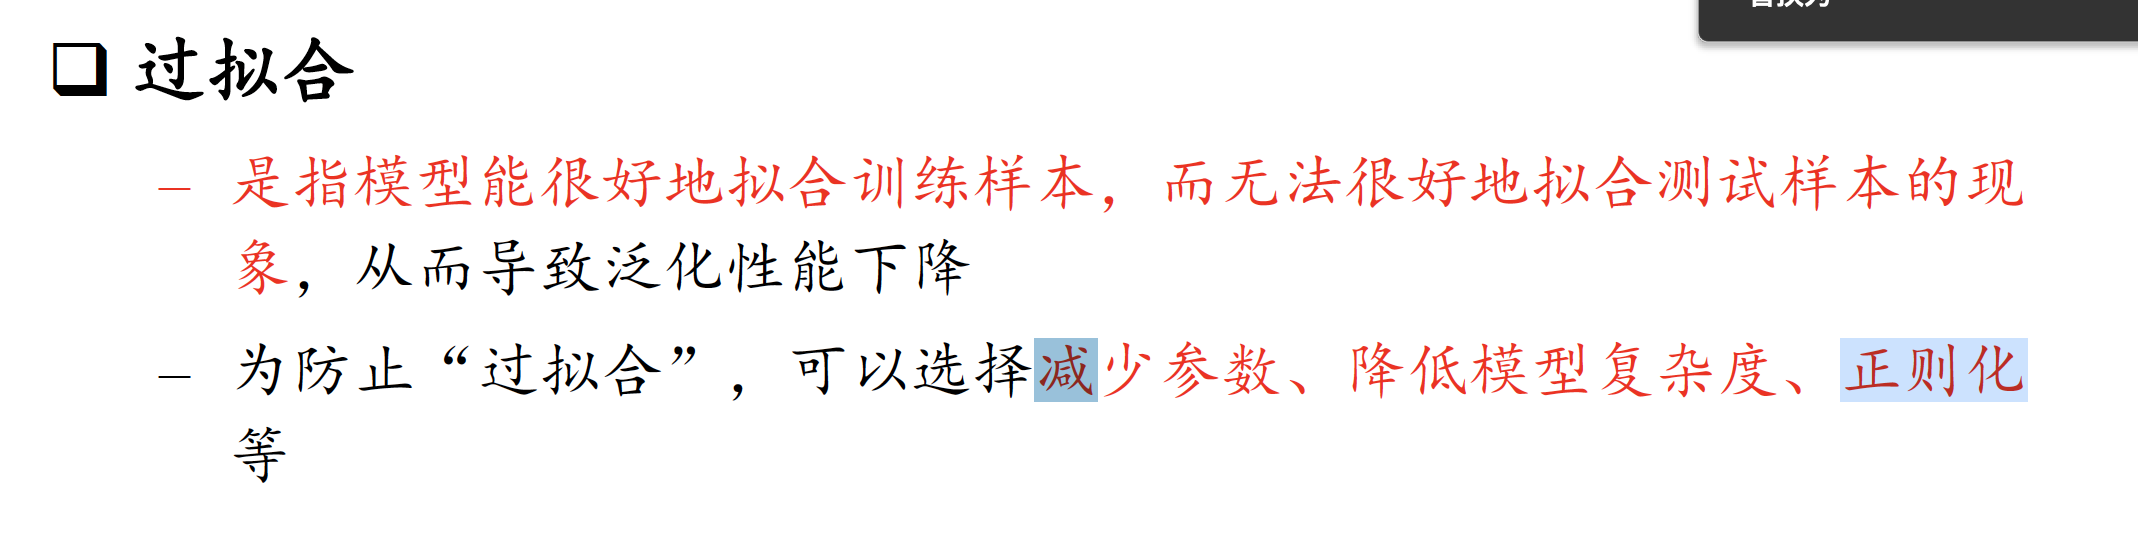 过拟合
– 是指模型能很好地拟合训练样本，而无法很好地拟合测试样本的现
象，从而导致泛化性能下降
– 为防止“过拟合”，可以选择减少参数、降低模型复杂度、正则化
等